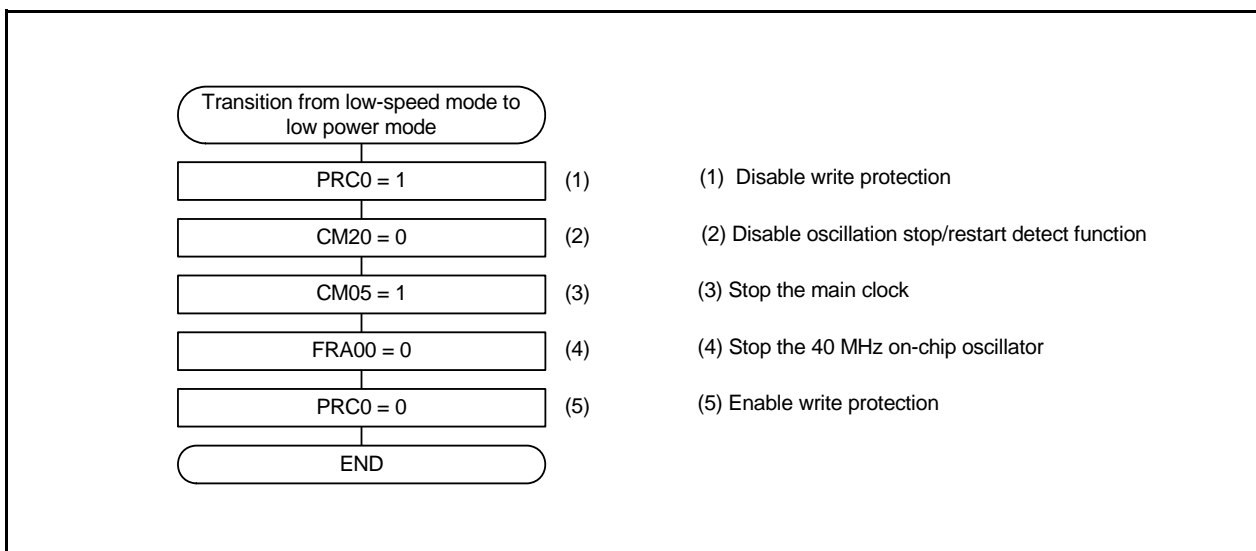 Transition from low-speed mode to
low power mode
PRC0 = 1 (1) (1) Disable write protection
CM20 = 0 (2) (2) Disable oscillation stop/restart detect function
CM05 = 1 (3) (3) Stop the main clock
FRA00 = 0 (4) (4) Stop the 40 MHz on-chip oscillator
PRC0 = 0 (5) (5) Enable write protection
END